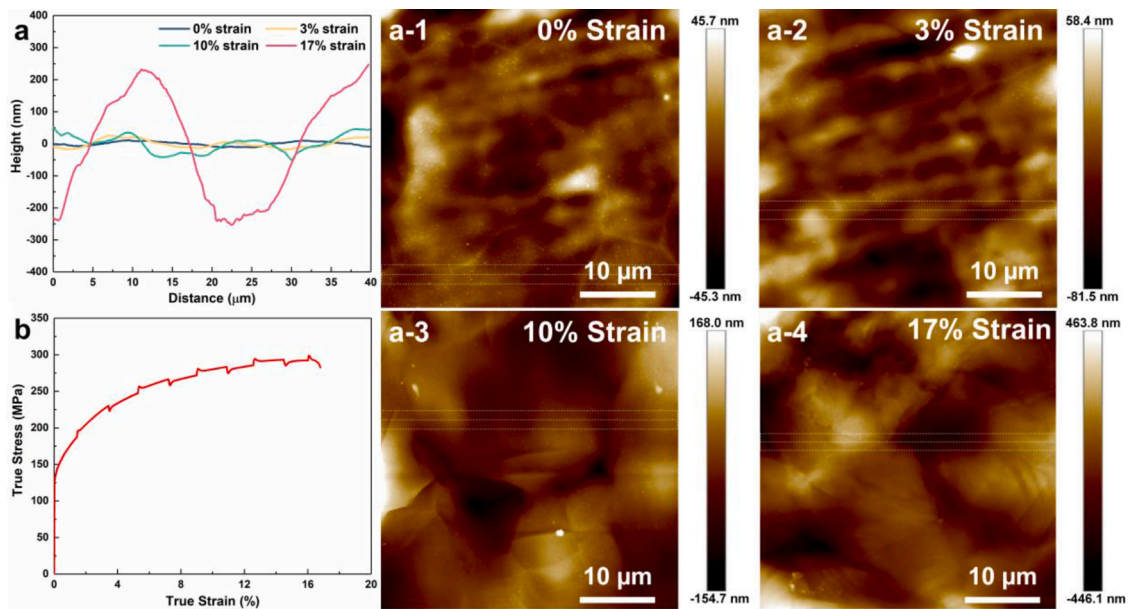 a
0% strain
3% strain
10% strain
17% strain
Height (nm)
400
300
200
100
0
-100
-200
-300
-400
0
5
10
15
20
25
30
35
40
Distance (μm)
a-1
0% Strain
10 μm
45.7 nm
-45.3 nm
a-2
3% Strain
10 μm
58.4 nm
-81.5 nm
b
True Stress (MPa)
350
300
250
200
150
100
50
0
0
4
8
12
16
20
True Strain (%)
a-3
10% Strain
10 μm
168.0 nm
-154.7 nm
a-4
17% Strain
10 μm
463.8 nm
-446.1 nm